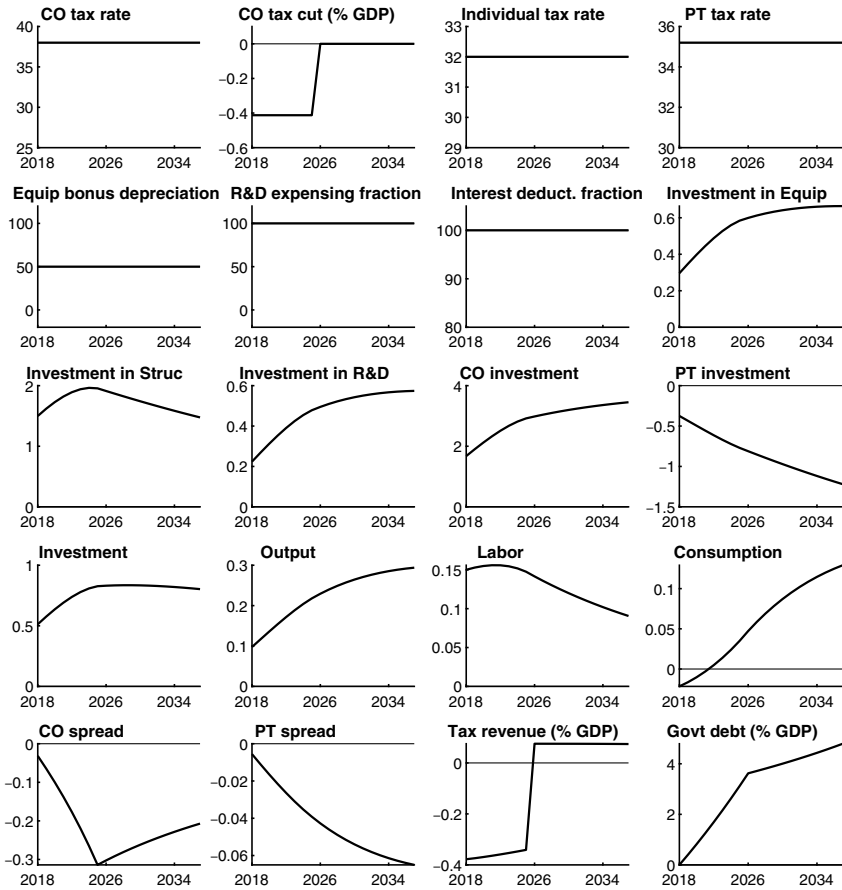 CO tax rate
40
35
30
25
2018 2026 2034
CO tax cut (% GDP)
0
−0.2
−0.4
−0.6
2018 2026 2034
Individual tax rate
33
32
31
30
29
2018 2026 2034
PT tax rate
36
34
32
30
2018 2026 2034
Equip bonus depreciation
100
50
0
2018 2026 2034
R&D expensing fraction
100
50
0
2018 2026 2034
Interest deduct. fraction
100
90
80
2018 2026 2034
Investment in Equip
0.6
0.4
0.2
0
2018 2026 2034
Investment in Struc
2
1
0
2018 2026 2034
Investment in R&D
0.6
0.4
0.2
0
2018 2026 2034
CO investment
4
2
0
2018 2026 2034
PT investment
0
−0.5
−1
−1.5
2018 2026 2034
Investment
1
0.5
0
2018 2026 2034
Output
0.3
0.2
0.1
0
2018 2026 2034
Labor
0.15
0.1
0.05
0
2018 2026 2034
Consumption
0.1
0.05
0
2018 2026 2034
CO spread
0
−0.1
−0.2
−0.3
2018 2026 2034
PT spread
0
−0.02
−0.04
−0.06
2018 2026 2034
Tax revenue (% GDP)
0
−0.2
−0.4
2018 2026 2034
Govt debt (% GDP)
4
2
0
2018 2026 2034